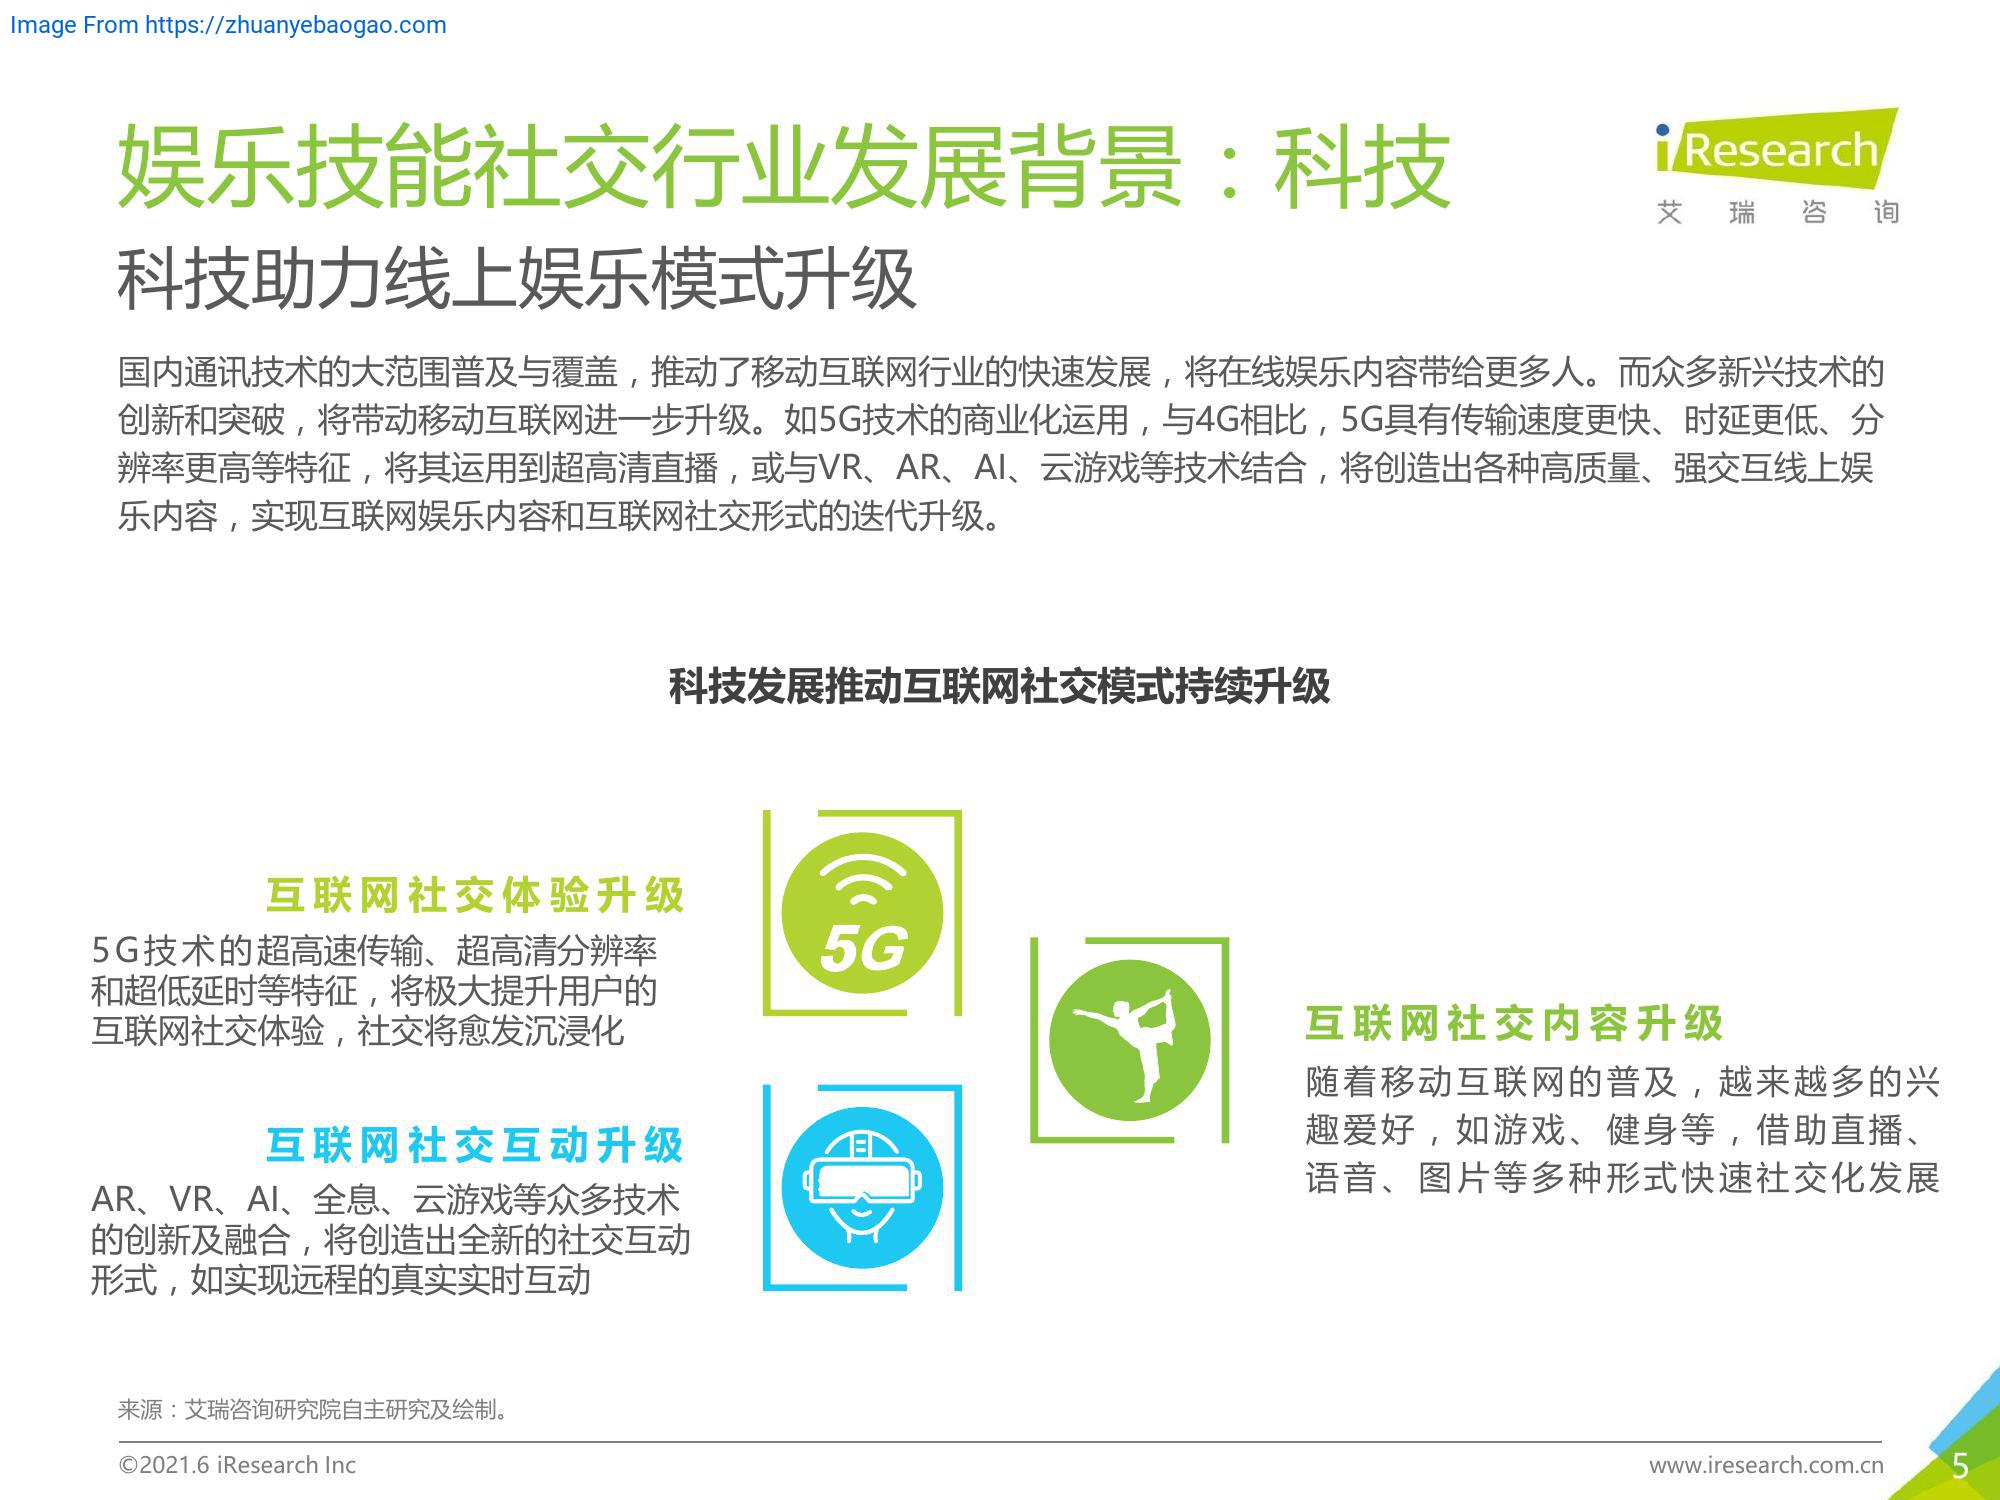 Image From https://zhuanyebaogao.com
娱乐技能社交行业发展背景：科技
iResearch
艾瑞咨询
科技助力线上娱乐模式升级
国内通讯技术的大范围普及与覆盖，推动了移动互联网行业的快速发展，将在线娱乐内容带给更多人。而众多新兴技术的
创新和突破，将带动移动互联网进一步升级。如5G技术的商业化运用，与4G相比，5G具有传输速度更快、时延更低、分
辨率更高等特征，将其运用到超高清直播，或与VR、AR、AI、云游戏等技术结合，将创造出各种高质量、强交互线上娱
乐内容，实现互联网娱乐内容和互联网社交形式的迭代升级。
科技发展推动互联网社交模式持续升级
互联网社交体验升级
5G技术的超高速传输、超高清分辨率
和超低延时等特征，将极大提升用户的
互联网社交体验，社交将愈发沉浸化
5G
互联网社交互动升级
AR、VR、AI、全息、云游戏等众多技术
的创新及融合，将创造出全新的社交互动
形式，如实现远程的真实实时互动
互联网社交内容升级
随着移动互联网的普及，越来越多的兴
趣爱好，如游戏、健身等，借助直播、
语音、图片等多种形式快速社交化发展
来源：艾瑞咨询研究院自主研究及绘制。
©2021.6 iResearch Inc
www.iresearch.com.cn
5